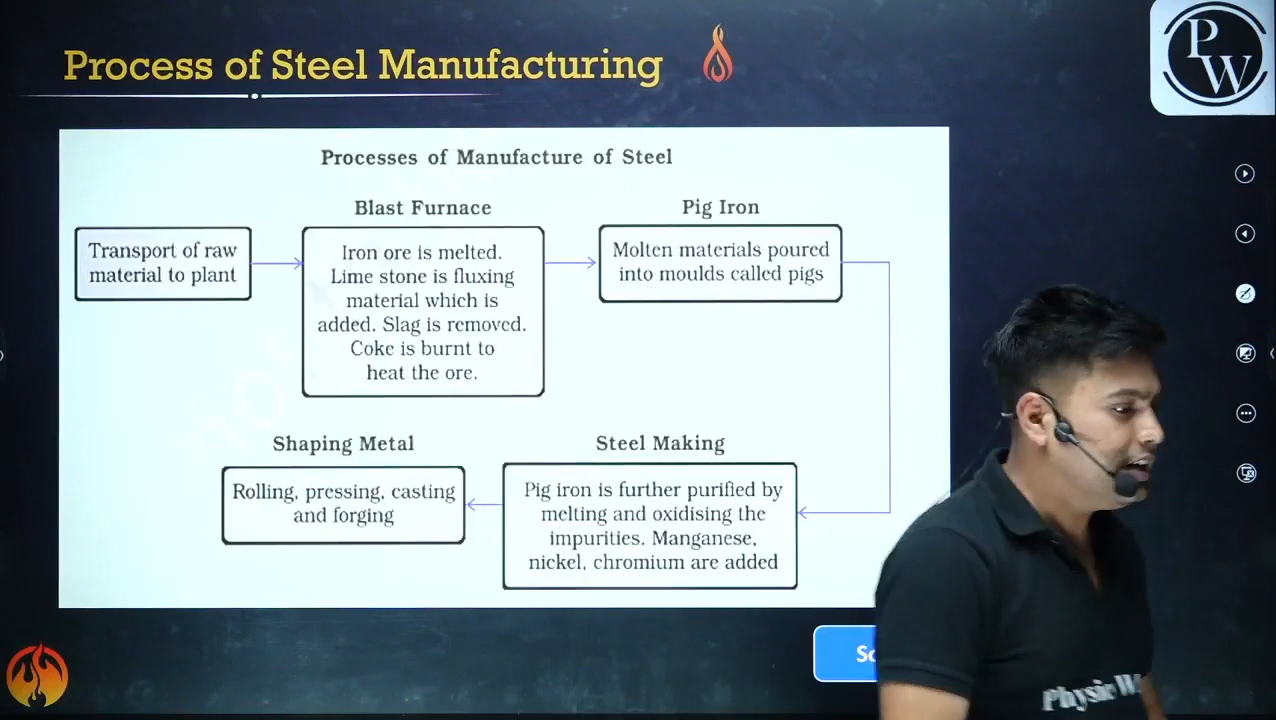 Process of Steel Manufacturing
P
W
Processes of Manufacture of Steel
Blast Furnace
Pig Iron
Transport of raw
material to plant
Iron ore is melted.
Lime stone is fluxing
material which is
added. Slag is removed.
Coke is burnt to
heat the ore.
Molten materials poured
into moulds called pigs
Shaping Metal
Steel Making
Rolling, pressing, casting
and forging
Pig iron is further purified by
melting and oxidising the
impurities. Manganese,
nickel, chromium are added